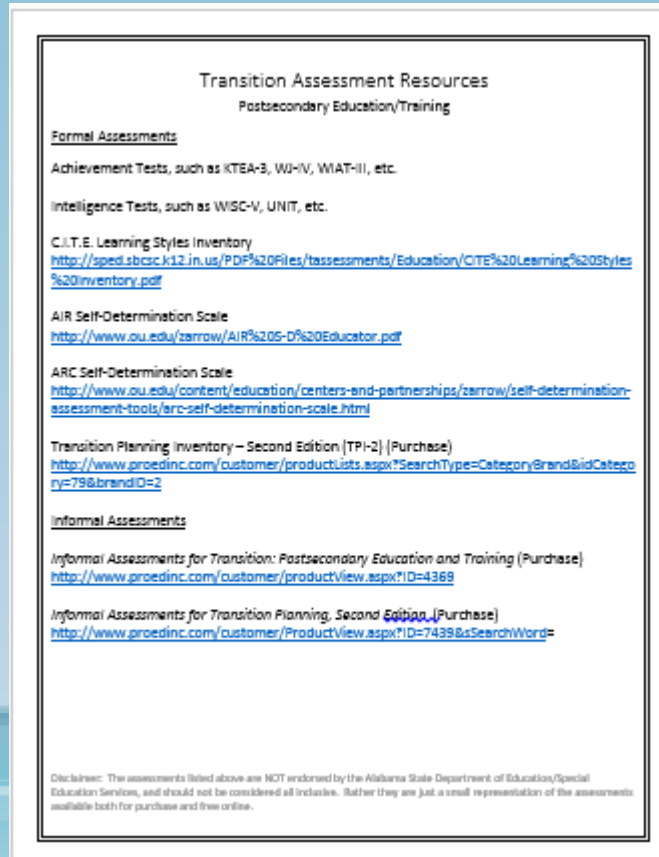 Transition Assessment Resources
Postsecondary Education/Training
Formal Assessments
Achievement Tests, such as KTEA-3, WJ-IV, WIAT-III, etc.
Intelligence Tests, such as WISC-V, UNIT, etc.
C.I.T.E. Learning Styles Inventory
http://sped.sbcsc.k12.in.us/PDF%20Files/tassessments/Education/CITE%20Learning%20Styles
%20Inventory.pdf
AIR Self-Determination Scale
http://www.ou.edu/zarrow/AIR%20S-D%20Educator.pdf
ARC Self-Determination Scale
http://www.ou.edu/content/education/centers-and-partnerships/zarrow/self-determination-
assessment-tools/arc-self-determination-scale.html
Transition Planning Inventory – Second Edition (TPI-2) (Purchase)
http://www.proedinc.com/customer/productLists.aspx?SearchType=CategoryBrand&idCatego
ry=79&brandID=2
Informal Assessments
Informal Assessments for Transition: Postsecondary Education and Training (Purchase)
http://www.proedinc.com/customer/productView.aspx?ID=4369
Informal Assessments for Transition Planning, Second Edition (Purchase)
http://www.proedinc.com/customer/ProductView.aspx?ID=7439&sSearchWord=
Disclaimer: The assessments listed above are NOT endorsed by the Alabama State Department of Education/Special
Education Services, and should not be considered all inclusive. Rather they are just a small representation of the assessments
available both for purchase and free online.